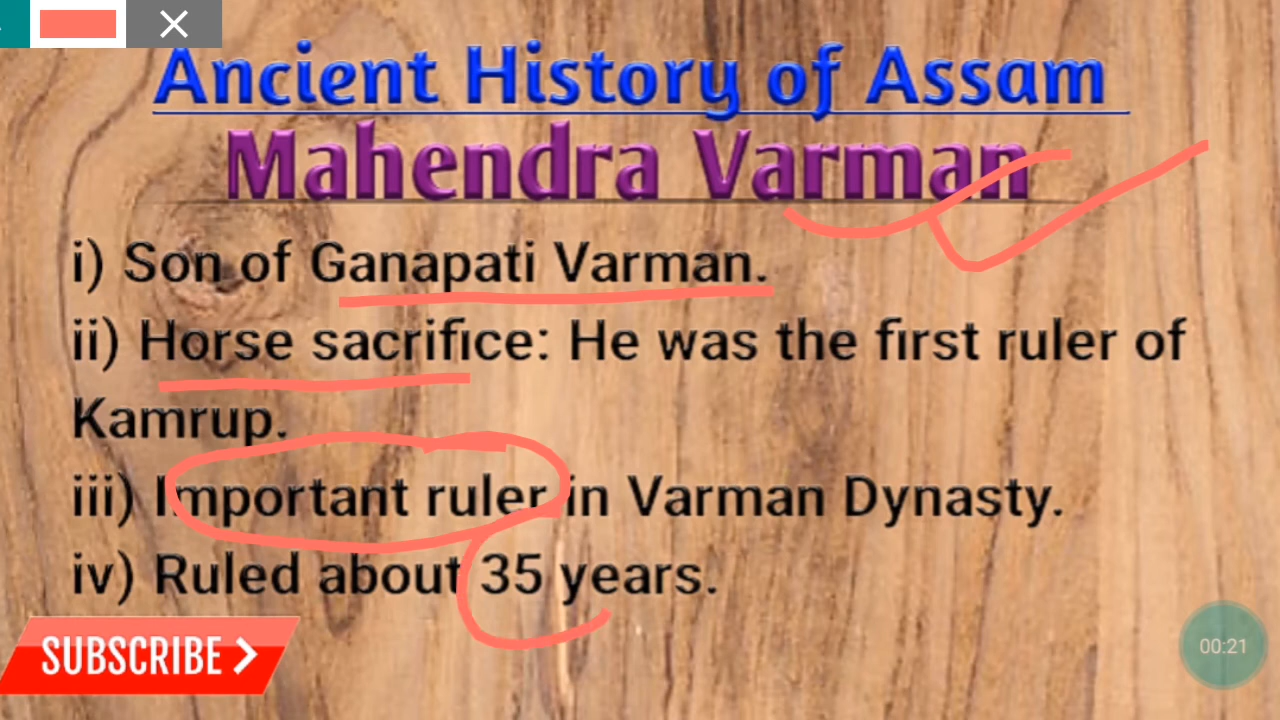 Ancient History of Assam
Mahendra Varman
i) Son of Ganapati Varman.
ii) Horse sacrifice: He was the first ruler of
Kamrup.
iii) Important ruler in Varman Dynasty.
iv) Ruled about 35 years.
SUBSCRIBE
00:21